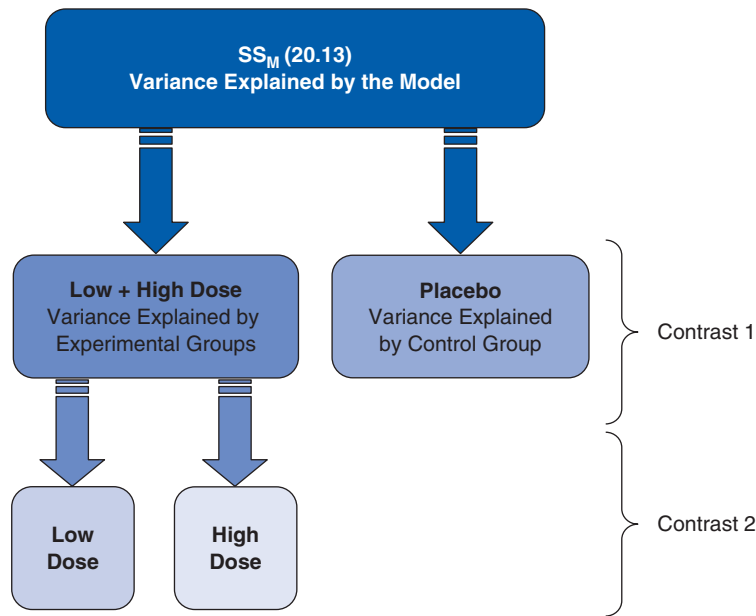 SSM (20.13)
Variance Explained by the Model
Low + High Dose
Variance Explained by
Experimental Groups
Placebo
Variance Explained
by Control Group
Contrast 1
Low
Dose
High
Dose
Contrast 2